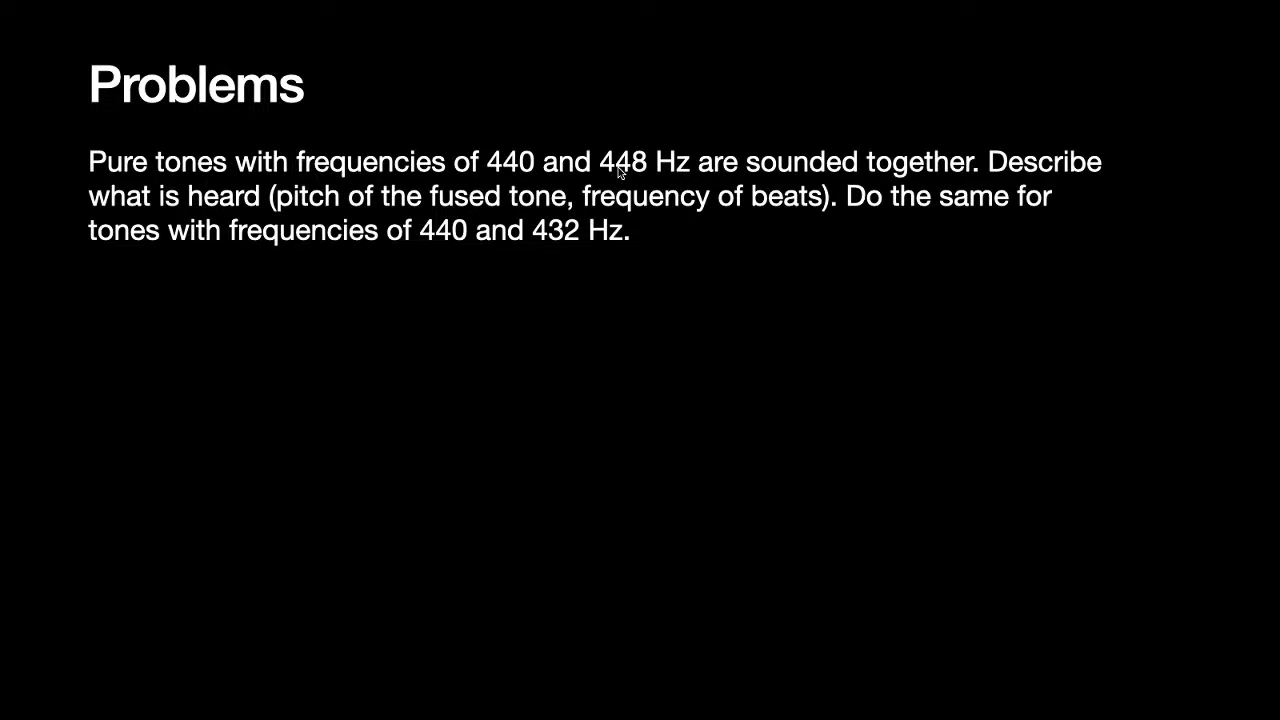 Problems
Pure tones with frequencies of 440 and 448 Hz are sounded together. Describe
what is heard (pitch of the fused tone, frequency of beats). Do the same for
tones with frequencies of 440 and 432 Hz.